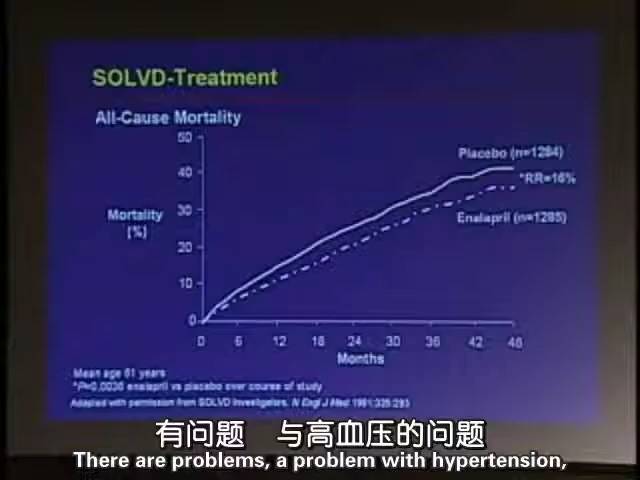 SOLVD-Treatment
All-Cause Mortality
50
40
30
20
10
0
Mortality
(%)
Placebo (n=1284)
*RR=16%
Enalapril (n=1285)
0 6 12 18 24 30 36 42 48
Months
Mean age 61 years
*P=0.0036 enalapril vs placebo over course of study
Adapted with permission from SOLVD Investigators. N Engl J Med 1991;325:293
有问题 与高血压的问题
There are problems, a problem with hypertension,